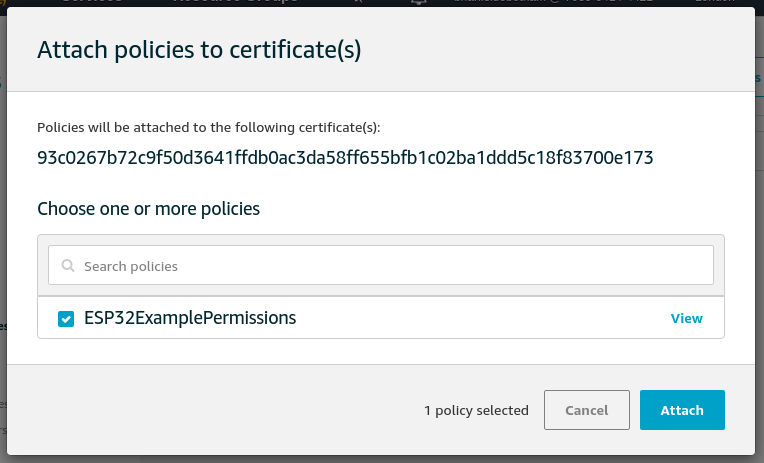 Attach policies to certificate(s)
Policies will be attached to the following certificate(s):
93c0267b72c9f50d3641ffdb0ac3da58ff655bfb1c02ba1ddd5c18f83700e173
Choose one or more policies
Search policies
ESP32ExamplePermissions
View
1 policy selected
Cancel
Attach